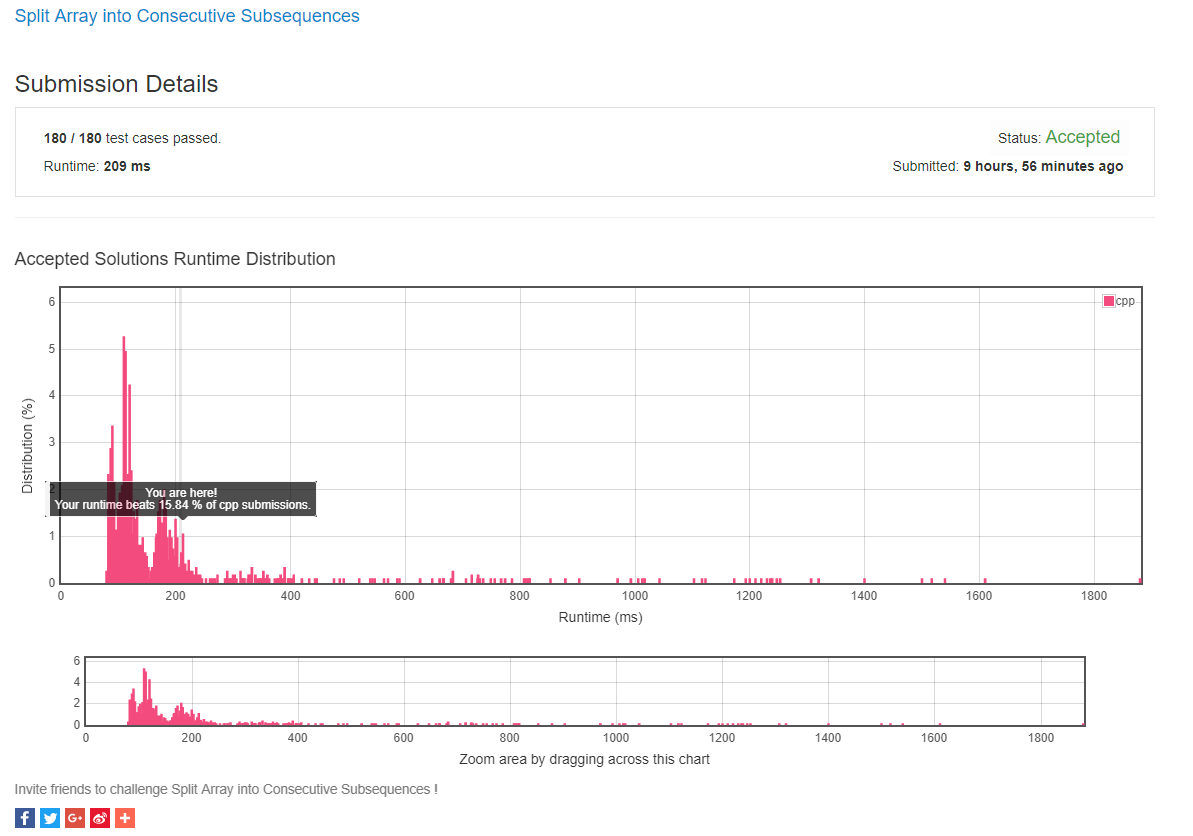 Split Array into Consecutive Subsequences
Submission Details
180 / 180 test cases passed.
Status: Accepted
Runtime: 209 ms
Submitted: 9 hours, 56 minutes ago
Accepted Solutions Runtime Distribution
cpp
6
5
4
3
2
1
0
Distribution (%)
You are here!
Your runtime beats 15.84 % of cpp submissions.
0 200 400 600 800 1000 1200 1400 1600 1800
Runtime (ms)
6
4
2
0
0 200 400 600 800 1000 1200 1400 1600 1800
Zoom area by dragging across this chart
Invite friends to challenge Split Array into Consecutive Subsequences !
f G+ +